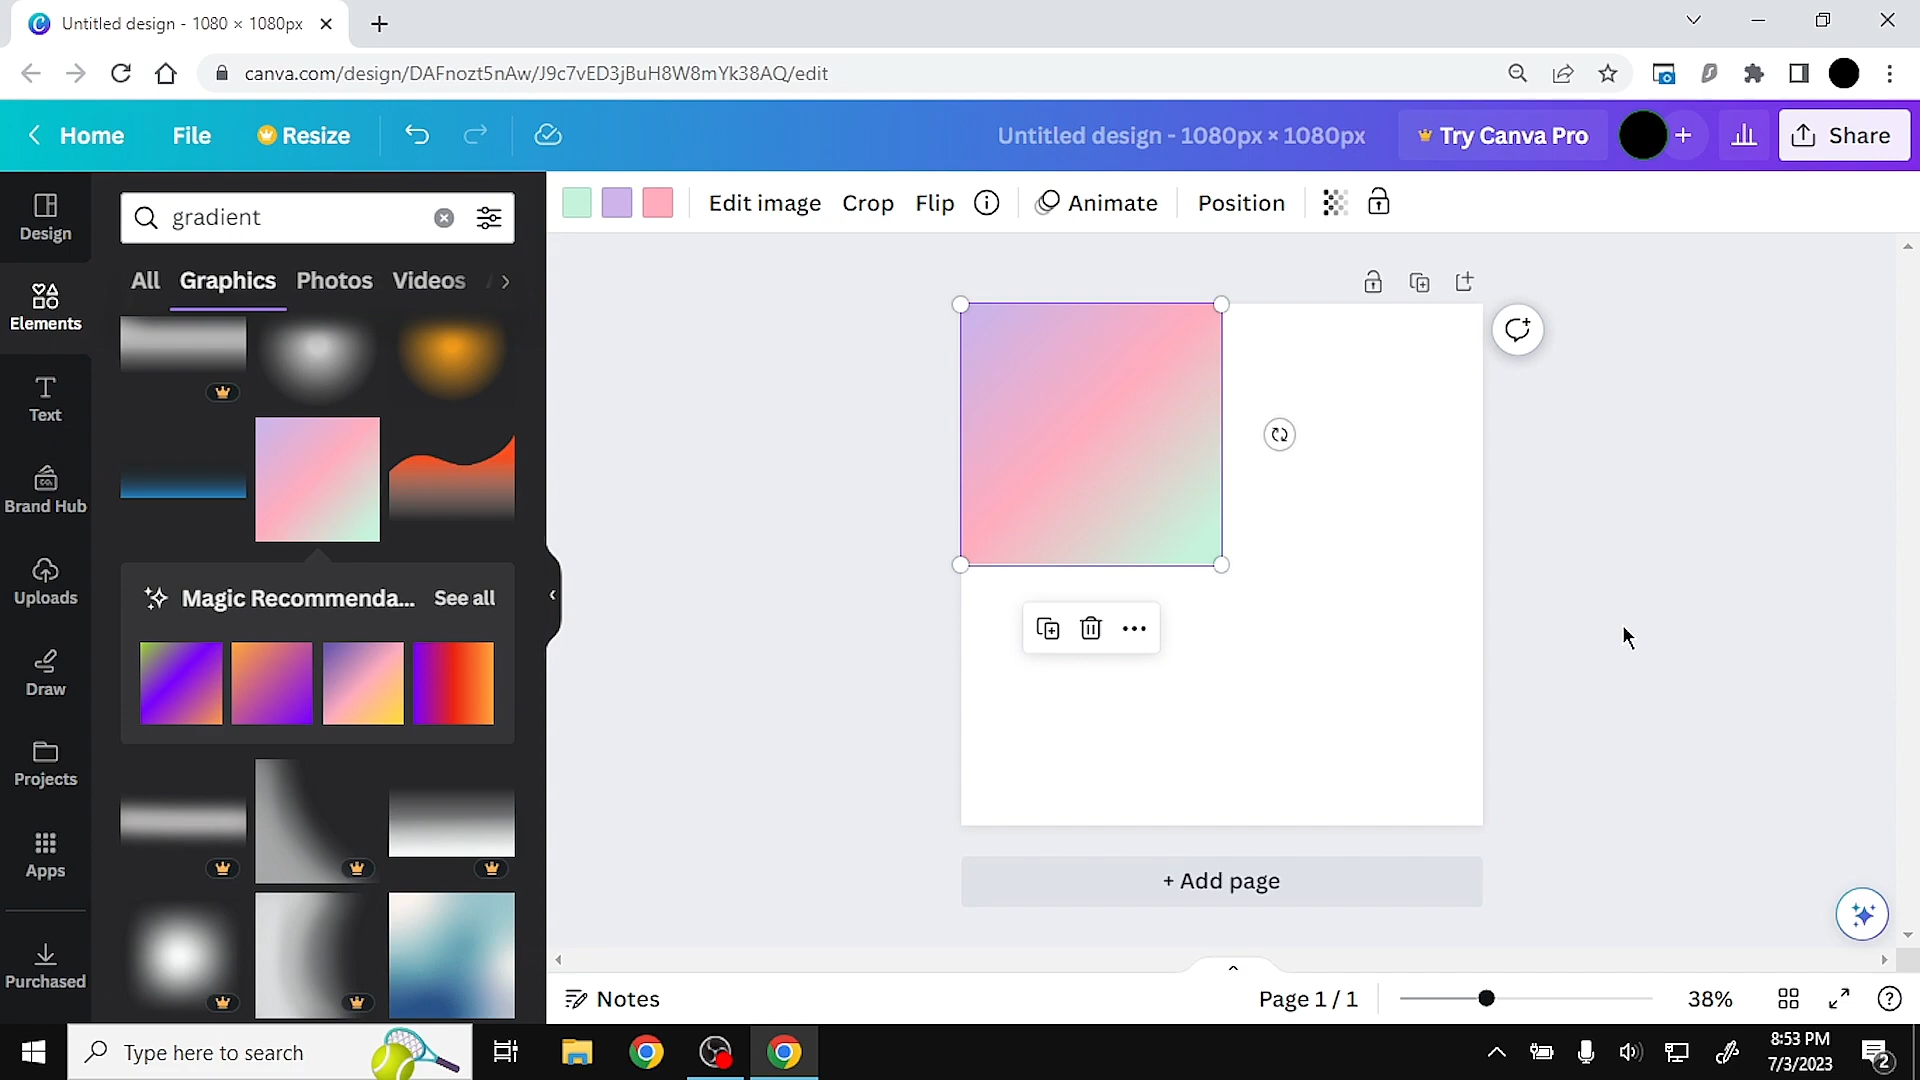 Untitled design - 1080 × 1080px
canva.com/design/DAFnozt5nAw/J9c7vED3jBuH8W8mYk38AQ/edit
Home
File
Resize
Untitled design - 1080px × 1080px
Try Canva Pro
Share
Design
Elements
Text
Brand Hub
Uploads
Draw
Projects
Apps
Purchased
gradient
All
Graphics
Photos
Videos
Magic Recommenda...
See all
Edit image
Crop
Flip
Animate
Position
+ Add page
Notes
Page 1 / 1
38%
Type here to search
8:53 PM
7/3/2023
2